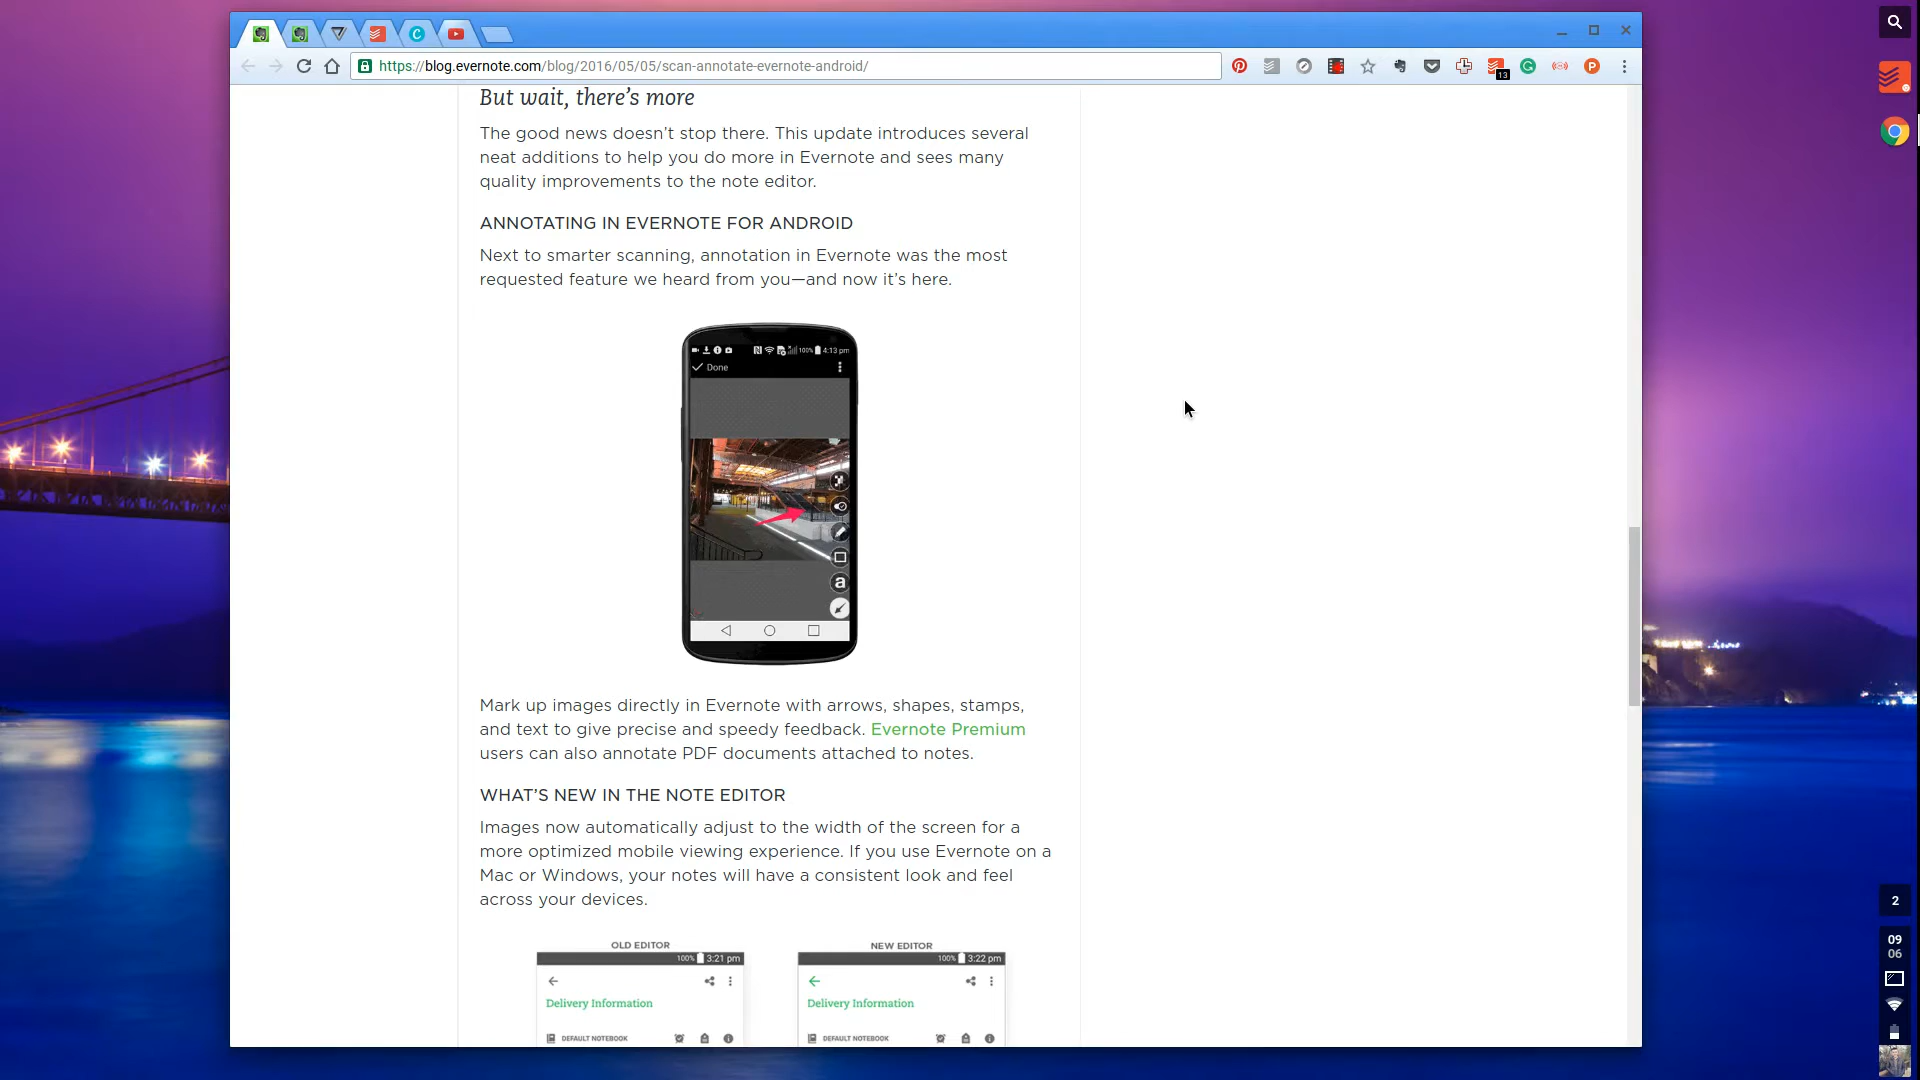 https://blog.evernote.com/blog/2016/05/05/scan-annotate-evernote-android/
13
But wait, there’s more
The good news doesn’t stop there. This update introduces several
neat additions to help you do more in Evernote and sees many
quality improvements to the note editor.
ANNOTATING IN EVERNOTE FOR ANDROID
Next to smarter scanning, annotation in Evernote was the most
requested feature we heard from you—and now it’s here.
100% 4:13 pm
Done
a
Mark up images directly in Evernote with arrows, shapes, stamps,
and text to give precise and speedy feedback. Evernote Premium
users can also annotate PDF documents attached to notes.
WHAT’S NEW IN THE NOTE EDITOR
Images now automatically adjust to the width of the screen for a
more optimized mobile viewing experience. If you use Evernote on a
Mac or Windows, your notes will have a consistent look and feel
across your devices.
OLD EDITOR
100% 3:21 pm
Delivery Information
DEFAULT NOTEBOOK
NEW EDITOR
100% 3:22 pm
Delivery Information
DEFAULT NOTEBOOK
2
09
06